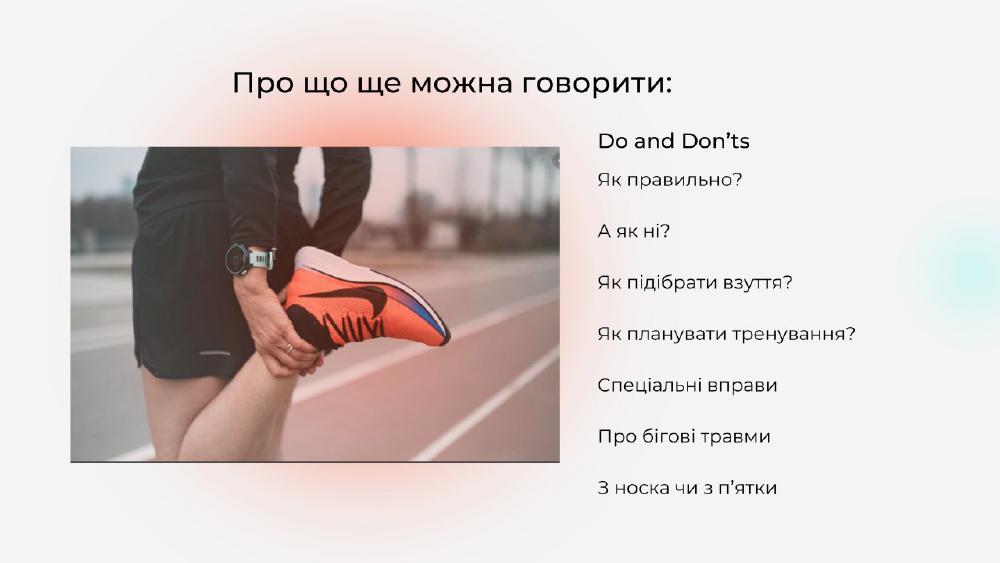 Про що ще можна говорити:
Do and Don’ts
Як правильно?
А як ні?
Як підібрати взуття?
Як планувати тренування?
Спеціальні вправи
Про бігові травми
З носка чи з п’ятки